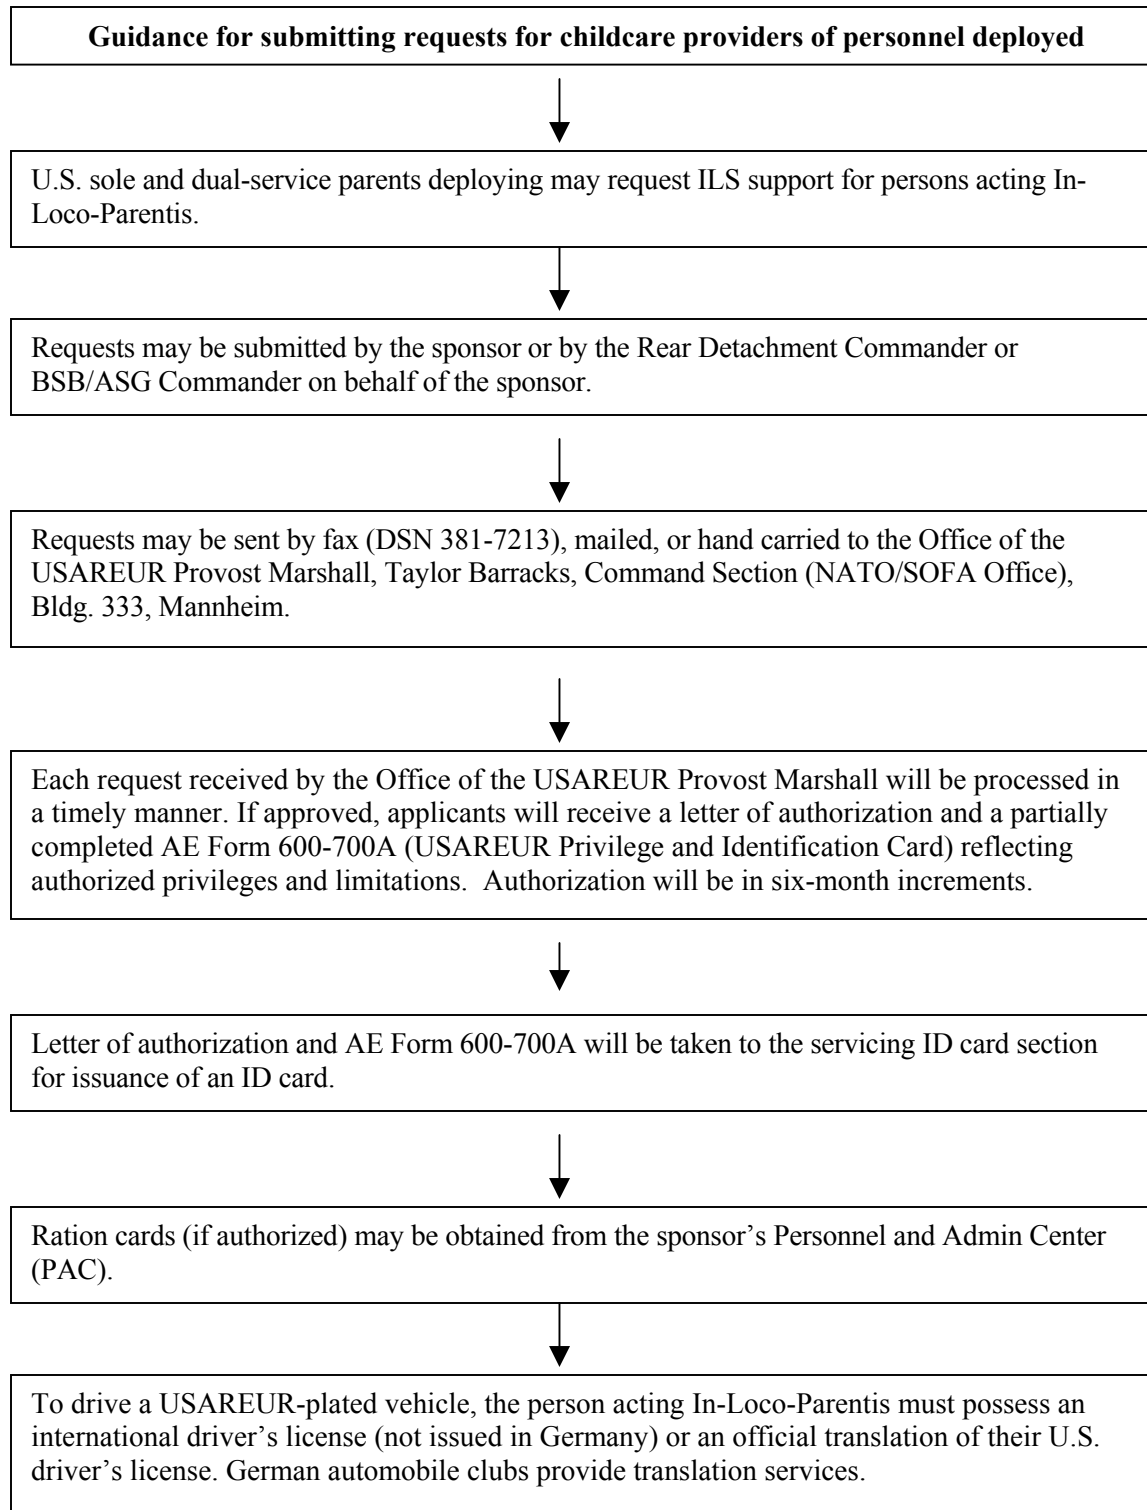 Guidance for submitting requests for childcare providers of personnel deployed
U.S. sole and dual-service parents deploying may request ILS support for persons acting In-
Loco-Parentis.
Requests may be submitted by the sponsor or by the Rear Detachment Commander or
BSB/ASG Commander on behalf of the sponsor.
Requests may be sent by fax (DSN 381-7213), mailed, or hand carried to the Office of the
USAREUR Provost Marshall, Taylor Barracks, Command Section (NATO/SOFA Office),
Bldg. 333, Mannheim.
Each request received by the Office of the USAREUR Provost Marshall will be processed in
a timely manner. If approved, applicants will receive a letter of authorization and a partially
completed AE Form 600-700A (USAREUR Privilege and Identification Card) reflecting
authorized privileges and limitations.  Authorization will be in six-month increments.
Letter of authorization and AE Form 600-700A will be taken to the servicing ID card section
for issuance of an ID card.
Ration cards (if authorized) may be obtained from the sponsor's Personnel and Admin Center
(PAC).
To drive a USAREUR-plated vehicle, the person acting In-Loco-Parentis must possess an
international driver's license (not issued in Germany) or an official translation of their U.S.
driver's license. German automobile clubs provide translation services.